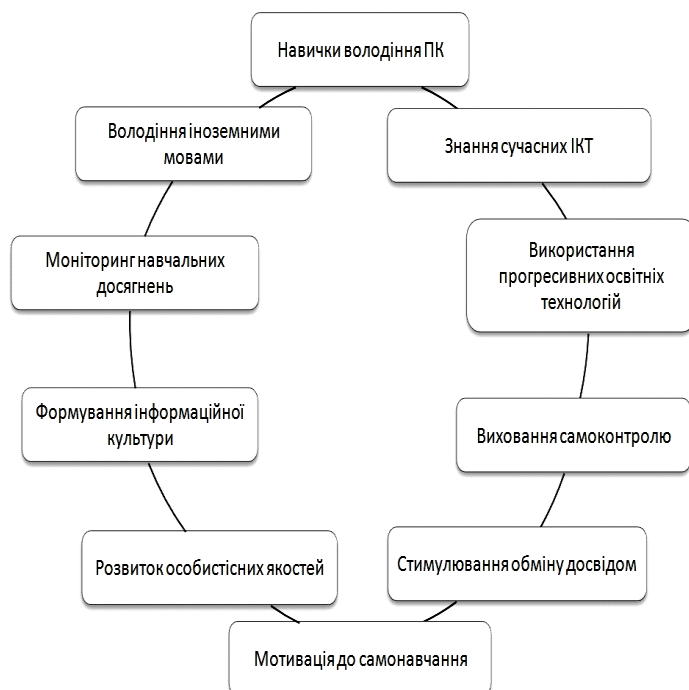 Навички володіння ПК
Знання сучасних ІКТ
Використання
прогресивних освітніх
технологій
Виховання самоконтролю
Стимулювання обміну досвідом
Мотивація до самонавчання
Розвиток особистісних якостей
Формування інформаційної
культури
Моніторинг навчальних
досягнень
Володіння іноземними
мовами